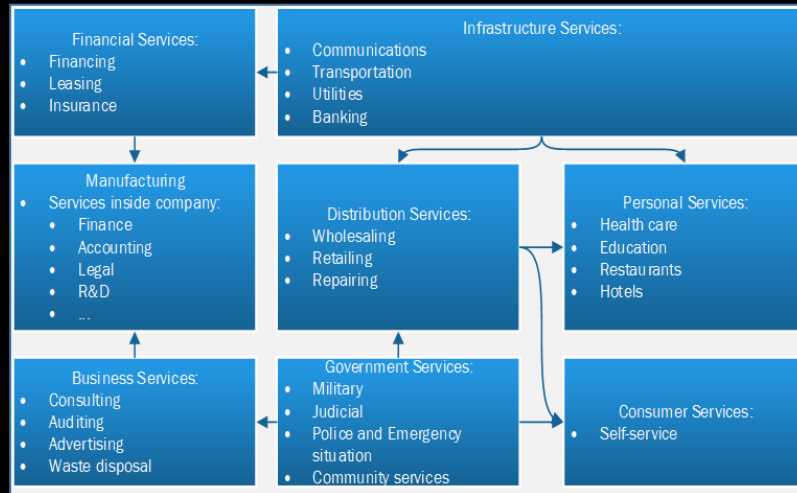 Financial Services:
• Financing
• Leasing
• Insurance
Infrastructure Services:
• Communications
• Transportation
• Utilities
• Banking
Manufacturing
• Services inside company:
• Finance
• Accounting
• Legal
• R&D
• ...
Distribution Services:
• Wholesaling
• Retailing
• Repairing
Personal Services:
• Health care
• Education
• Restaurants
• Hotels
Business Services:
• Consulting
• Auditing
• Advertising
• Waste disposal
Government Services:
• Military
• Judicial
• Police and Emergency
situation
• Community services
Consumer Services:
• Self-service